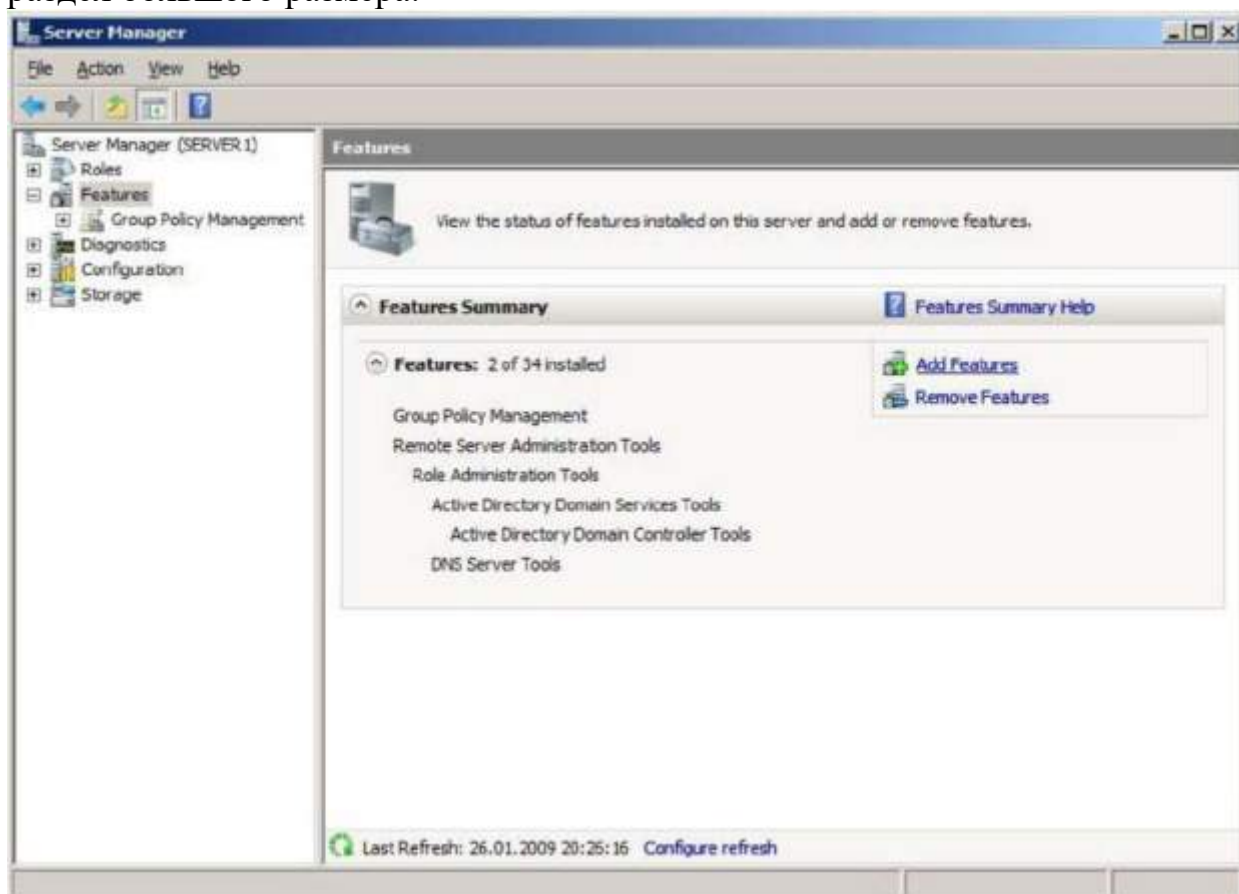 Server Manager
File Action View Help
Server Manager (SERVER1)
Roles
Features
Group Policy Management
Diagnostics
Configuration
Storage
Features
View the status of features installed on this server and add or remove features.
Features Summary
Features Summary Help
Features: 2 of 34 installed
Add Features
Remove Features
Group Policy Management
Remote Server Administration Tools
Role Administration Tools
Active Directory Domain Services Tools
Active Directory Domain Controller Tools
DNS Server Tools
Last Refresh: 26.01.2009 20:25:16 Configure refresh